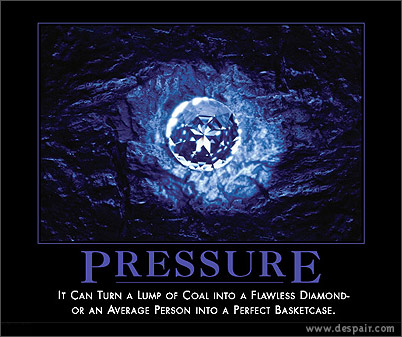 PRESSURE
IT CAN TURN A LUMP OF COAL INTO A FLAWLESS DIAMOND-
OR AN AVERAGE PERSON INTO A PERFECT BASKETCASE.
www.despair.com